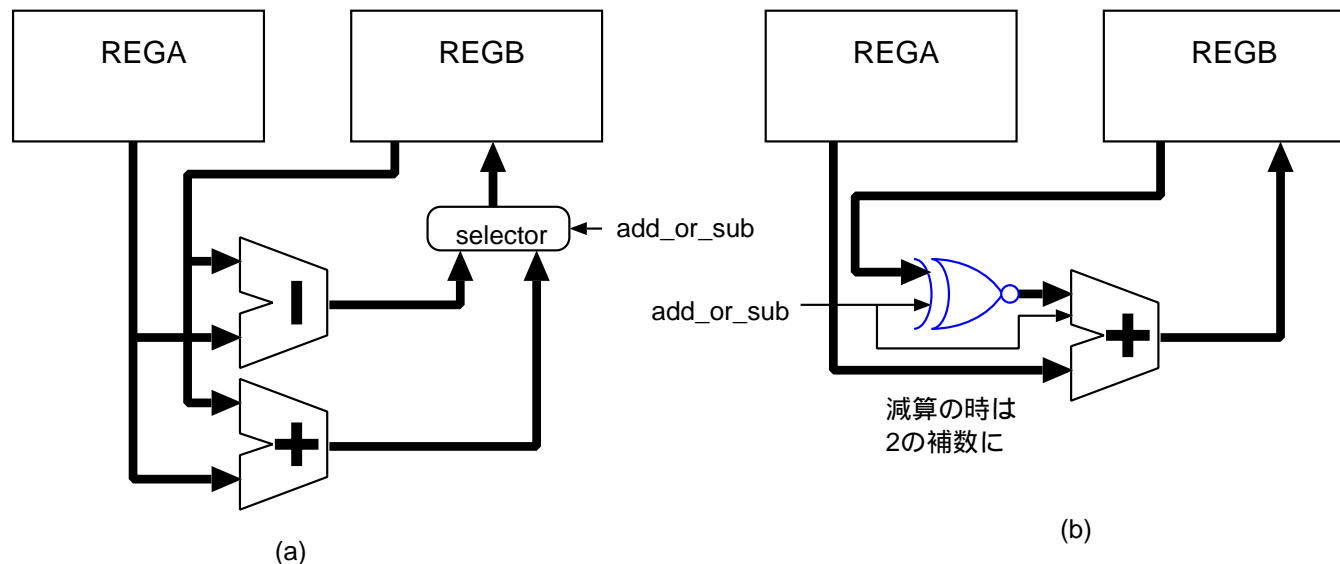 REGA
REGB
selector
add_or_sub
(a)
REGA
REGB
add_or_sub
減算の時は
2の補数に
(b)